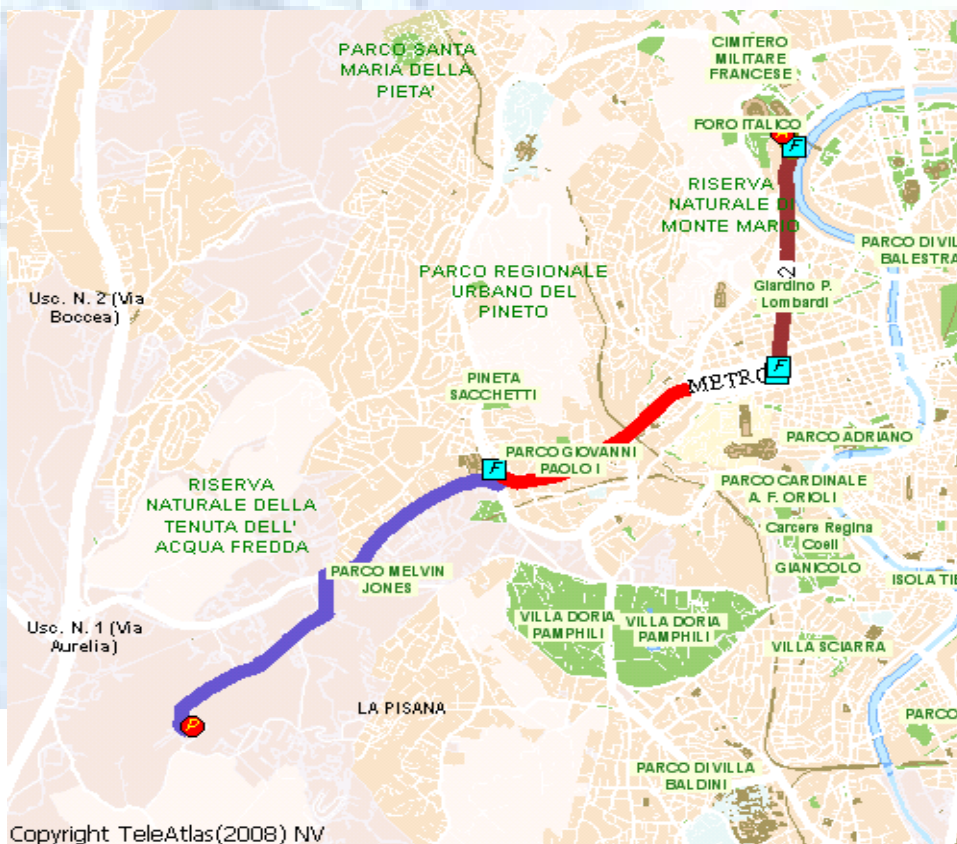 PARCO SANTA
MARIA DELLA
PIETA'
CIMITERO
MILITARE
FRANCESE
FORO ITALICO
A
F
RISERVA
NATURALE DI
MONTE MARIO
PARCO DI VILL
BALESTRA
PARCO REGIONALE
URBANO DEL
PINETO
2
Giardino P.
Lombardi
Usc. N. 2 (Via
Boccea)
PINETA
SACCHETTI
METRO
F
PARCO GIOVANNI
PAOLO I
F
PARCO ADRIANO
RISERVA
NATURALE DELLA
TENUTA DELL'
ACQUA FREDDA
PARCO CARDINALE
A. F. ORIOLI
Carcere Regina
Coeli
GIANICOLO
PARCO MELVIN
JONES
ISOLA TIE
Usc. N. 1 (Via
Aurelia)
VILLA DORIA
PAMPHILI
VILLA DORIA
PAMPHILI
VILLA SCIARRA
LA PISANA
P
PARCO
PARCO DI VILLA
BALDINI
Copyright TeleAtlas(2008) NV